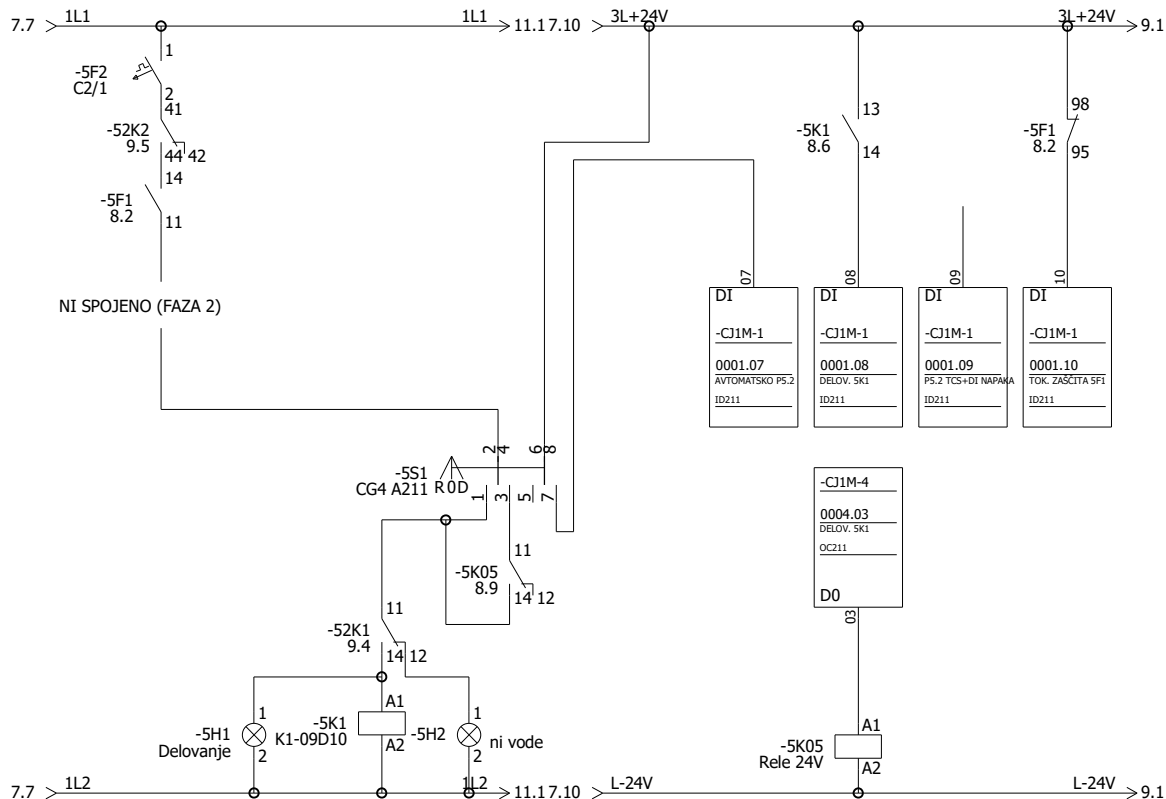 7.7 1L1 1L1 11.1 7.10 3L+24V 3L+24V 9.1
1
-5F2
C2/1
2
41
-52K2
9.5
44 42
14
-5F1
8.2
11
NI SPOJENO (FAZA 2)
13
-5K1
8.6
14
98
-5F1
8.2
95
07
DI
-CJ1M-1
0001.07
AVTOMATSKO P5.2
ID211
08
DI
-CJ1M-1
0001.08
DELOV. 5K1
ID211
09
DI
-CJ1M-1
0001.09
P5.2 TCS+DI NAPAKA
ID211
10
DI
-CJ1M-1
0001.10
TOK. ZAŠČITA 5F1
ID211
2 4 6 8
-5S1
CG4 A211 R 0 D
1 3 5 7
11
-5K05
8.9
14 12
11
-52K1
9.4
14 12
-CJ1M-4
0004.03
DELOV. 5K1
OC211
D0
03
1
-5H1
Delovanje
2
A1
-5K1
K1-09D10
A2
1
-5H2
ni vode
2
A1
-5K05
Rele 24V
A2
7.7 1L2 1L2 11.1 7.10 L-24V L-24V 9.1